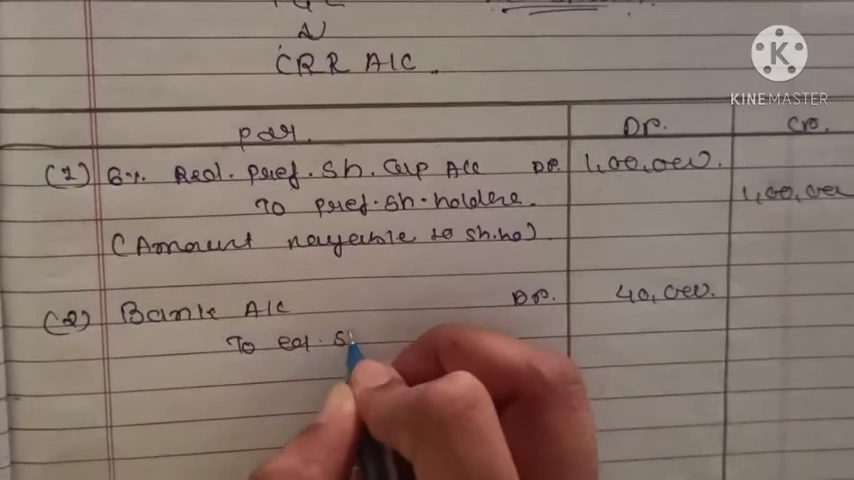 CRR A/C.
KINEMASTER
Par. Dr. Cr.
(1) 6% Red. Pref. Sh. Cap A/c Dr. 1,00,000.
To Pref. Sh. holders. 1,00,000
(Amount payable to sh.ho)
(2) Bank A/c Dr. 40,000.
To eq. S